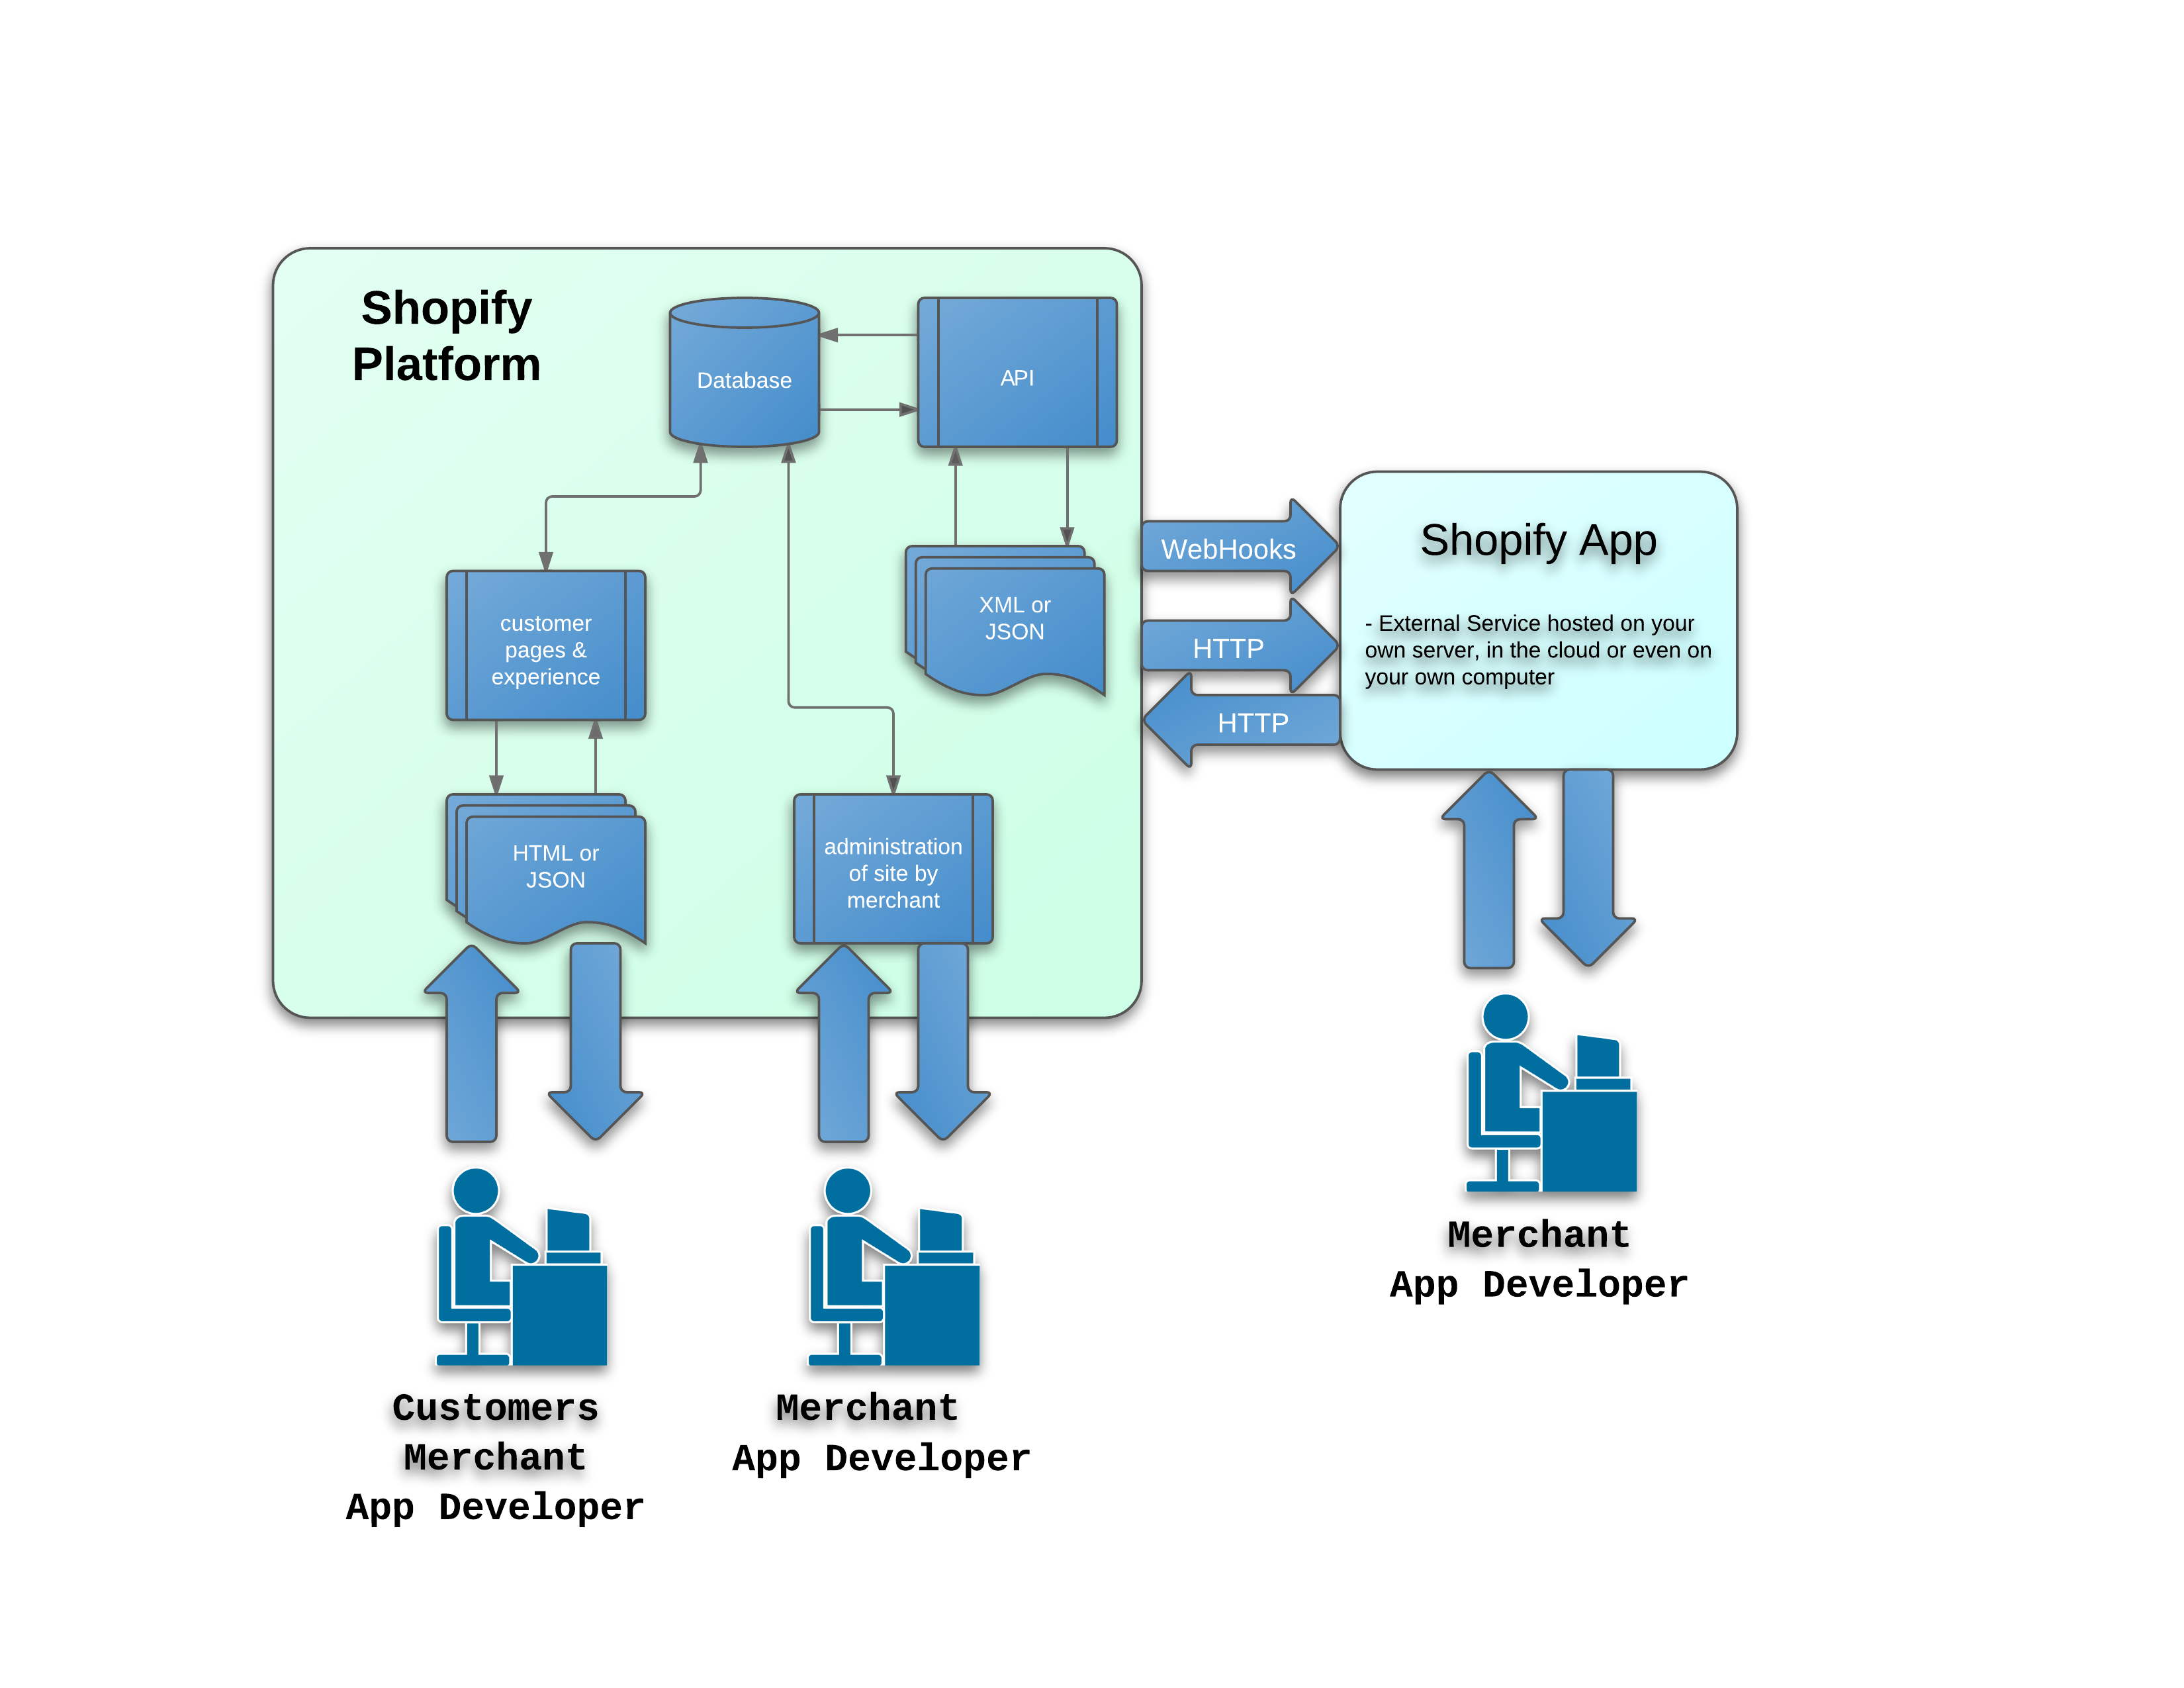 Shopify
Platform
Database
API
customer
pages &
experience
XML or
JSON
HTML or
JSON
administration
of site by
merchant
WebHooks
HTTP
HTTP
Shopify App
- External Service hosted on your
own server, in the cloud or even on
your own computer
Customers
Merchant
App Developer
Merchant
App Developer
Merchant
App Developer